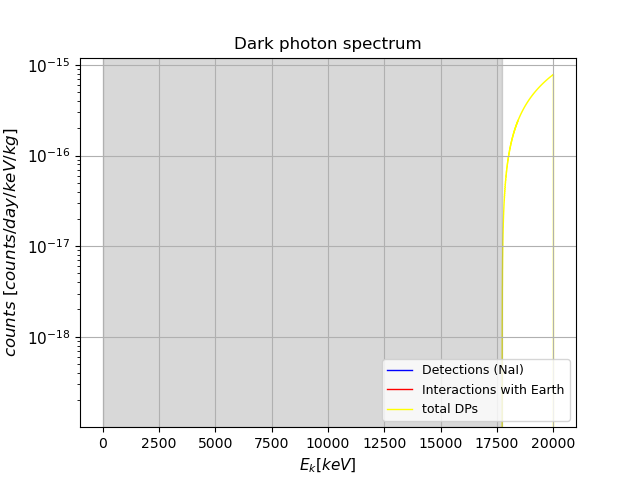 Dark photon spectrum
counts [counts/day/keV/kg]
10⁻¹⁵
10⁻¹⁶
10⁻¹⁷
10⁻¹⁸
Detections (NaI)
Interactions with Earth
total DPs
0 2500 5000 7500 10000 12500 15000 17500 20000
Eₖ[keV]